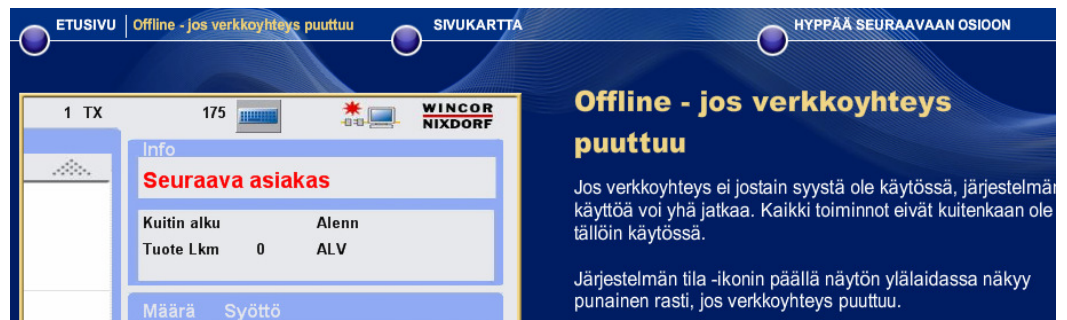 ETUSIVU
Offline - jos verkkoyhteys puuttuu
SIVUKARTTA
HYPPÄÄ SEURAAVAAN OSIOON
1 TX 175
WINCOR
NIXDORF
Info
Seuraava asiakas
Kuitin alku Alenn
Tuote Lkm 0 ALV
Määrä Syöttö
Offline - jos verkkoyhteys
puuttuu
Jos verkkoyhteys ei jostain syystä ole käytössä, järjestelmän
käyttöä voi yhä jatkaa. Kaikki toiminnot eivät kuitenkaan ole
tällöin käytössä.
Järjestelmän tila -ikonin päällä näytön ylälaidassa näkyy
punainen rasti, jos verkkoyhteys puuttuu.